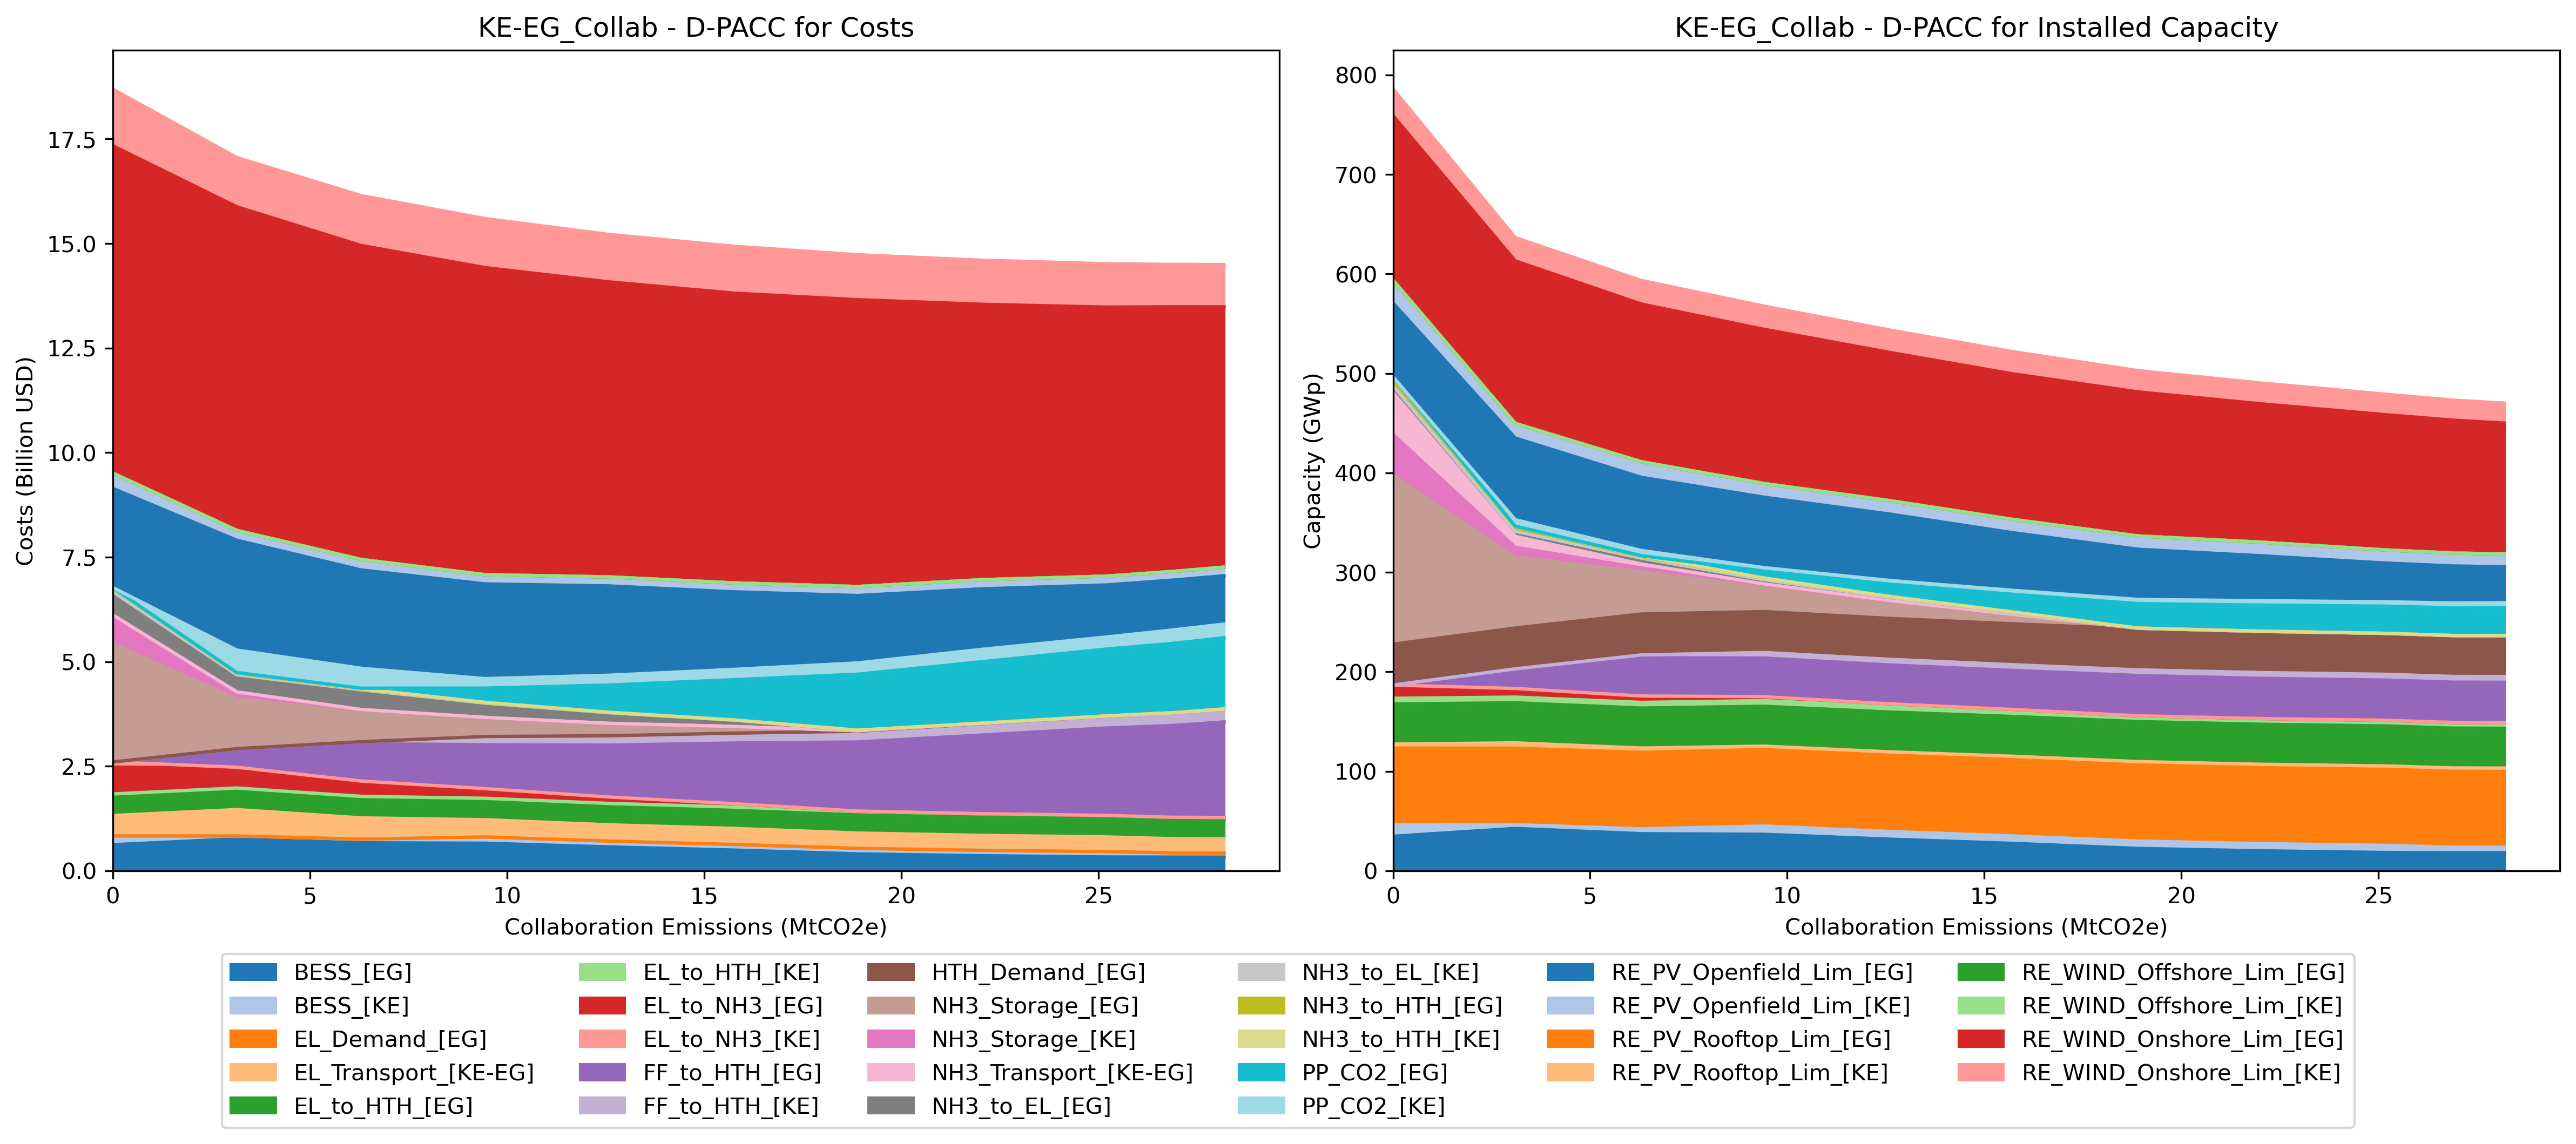 KE-EG_Collab - D-PACC for Costs
Costs (Billion USD)
17.5
15.0
12.5
10.0
7.5
5.0
2.5
0.0
0 5 10 15 20 25
Collaboration Emissions (MtCO2e)
KE-EG_Collab - D-PACC for Installed Capacity
Capacity (GWp)
800
700
600
500
400
300
200
100
0
0 5 10 15 20 25
Collaboration Emissions (MtCO2e)
BESS_[EG]
BESS_[KE]
EL_Demand_[EG]
EL_Transport_[KE-EG]
EL_to_HTH_[EG]
EL_to_HTH_[KE]
EL_to_NH3_[EG]
EL_to_NH3_[KE]
FF_to_HTH_[EG]
FF_to_HTH_[KE]
HTH_Demand_[EG]
NH3_Storage_[EG]
NH3_Storage_[KE]
NH3_Transport_[KE-EG]
NH3_to_EL_[EG]
NH3_to_EL_[KE]
NH3_to_HTH_[EG]
NH3_to_HTH_[KE]
PP_CO2_[EG]
PP_CO2_[KE]
RE_PV_Openfield_Lim_[EG]
RE_PV_Openfield_Lim_[KE]
RE_PV_Rooftop_Lim_[EG]
RE_PV_Rooftop_Lim_[KE]
RE_WIND_Offshore_Lim_[EG]
RE_WIND_Offshore_Lim_[KE]
RE_WIND_Onshore_Lim_[EG]
RE_WIND_Onshore_Lim_[KE]